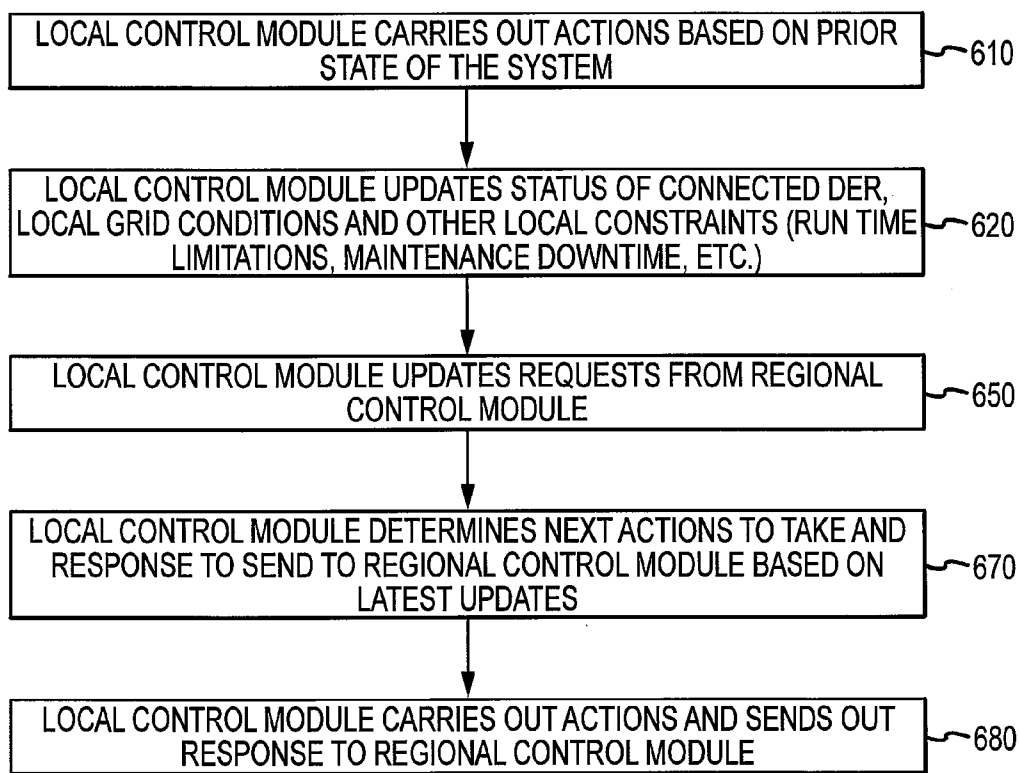 LOCAL CONTROL MODULE CARRIES OUT ACTIONS BASED ON PRIOR
STATE OF THE SYSTEM
610
LOCAL CONTROL MODULE UPDATES STATUS OF CONNECTED DER,
LOCAL GRID CONDITIONS AND OTHER LOCAL CONSTRAINTS (RUN TIME
LIMITATIONS, MAINTENANCE DOWNTIME, ETC.)
620
LOCAL CONTROL MODULE UPDATES REQUESTS FROM REGIONAL
CONTROL MODULE
650
LOCAL CONTROL MODULE DETERMINES NEXT ACTIONS TO TAKE AND
RESPONSE TO SEND TO REGIONAL CONTROL MODULE BASED ON
LATEST UPDATES
670
LOCAL CONTROL MODULE CARRIES OUT ACTIONS AND SENDS OUT
RESPONSE TO REGIONAL CONTROL MODULE
680